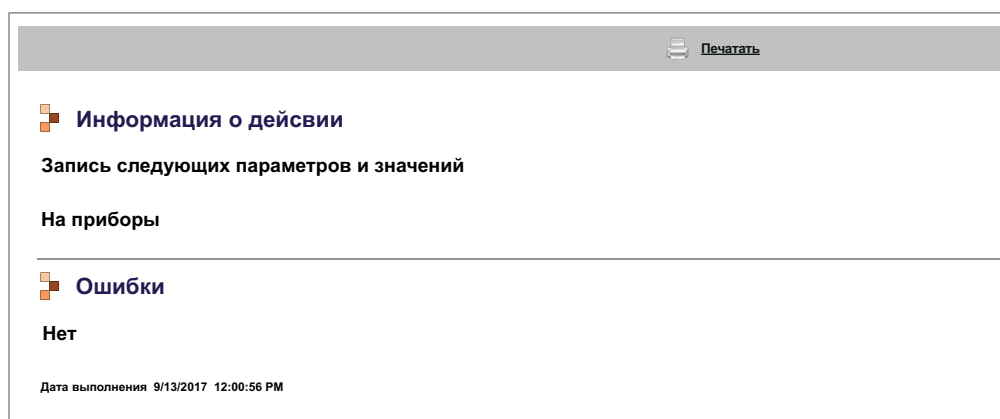 Печатать
Информация о дейсвии
Запись следующих параметров и значений
На приборы
Ошибки
Нет
Дата выполнения 9/13/2017 12:00:56 PM